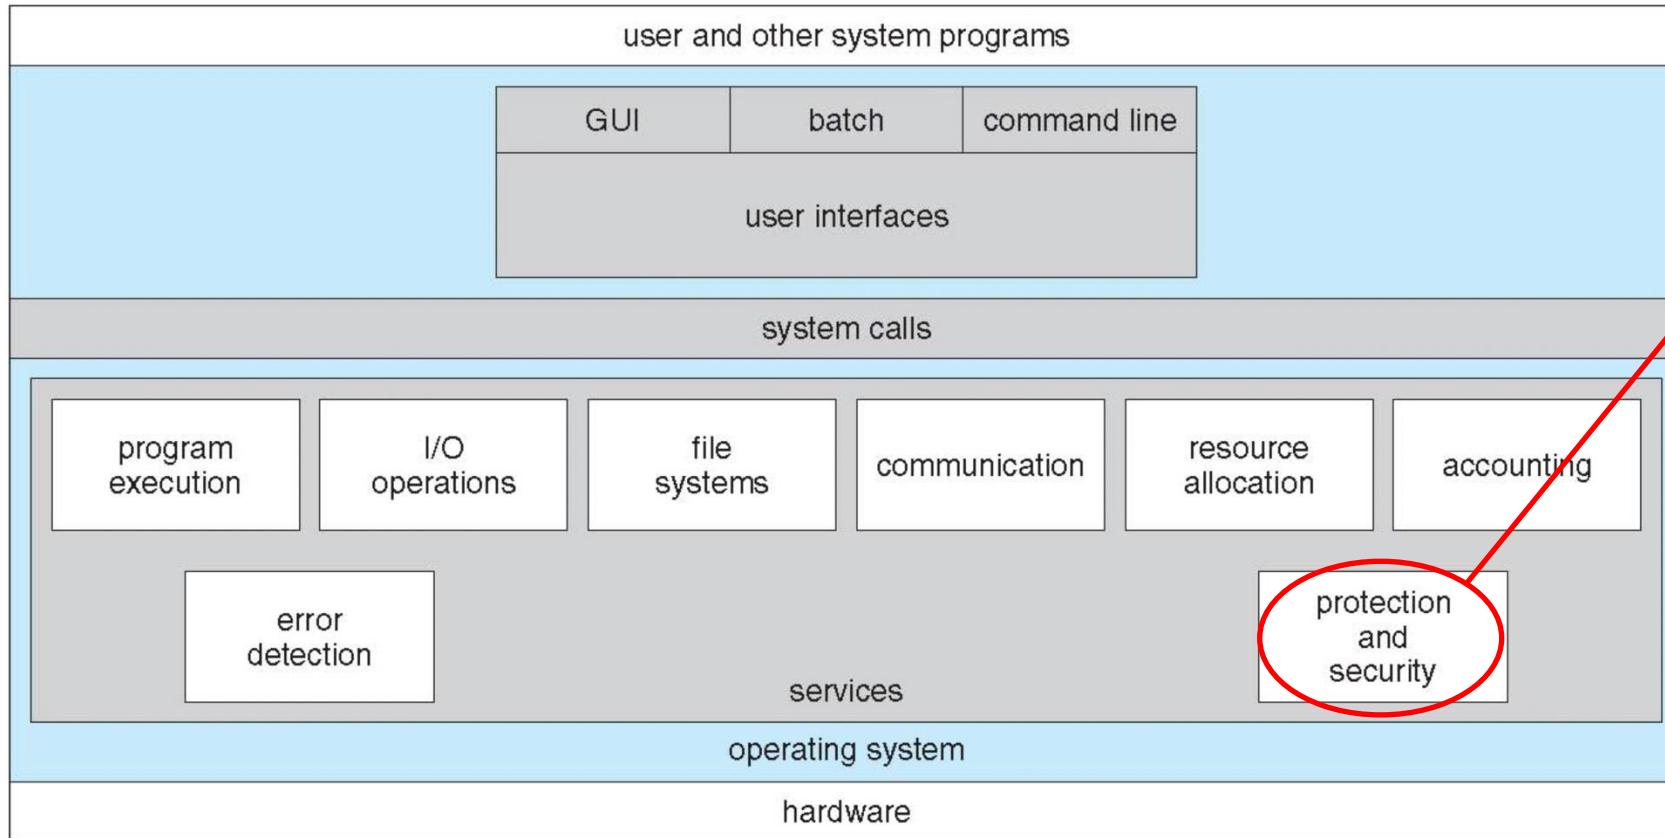 user and other system programs
GUI
batch
command line
user interfaces
system calls
program
execution
I/O
operations
file
systems
communication
resource
allocation
accounting
error
detection
protection
and
security
services
operating system
hardware